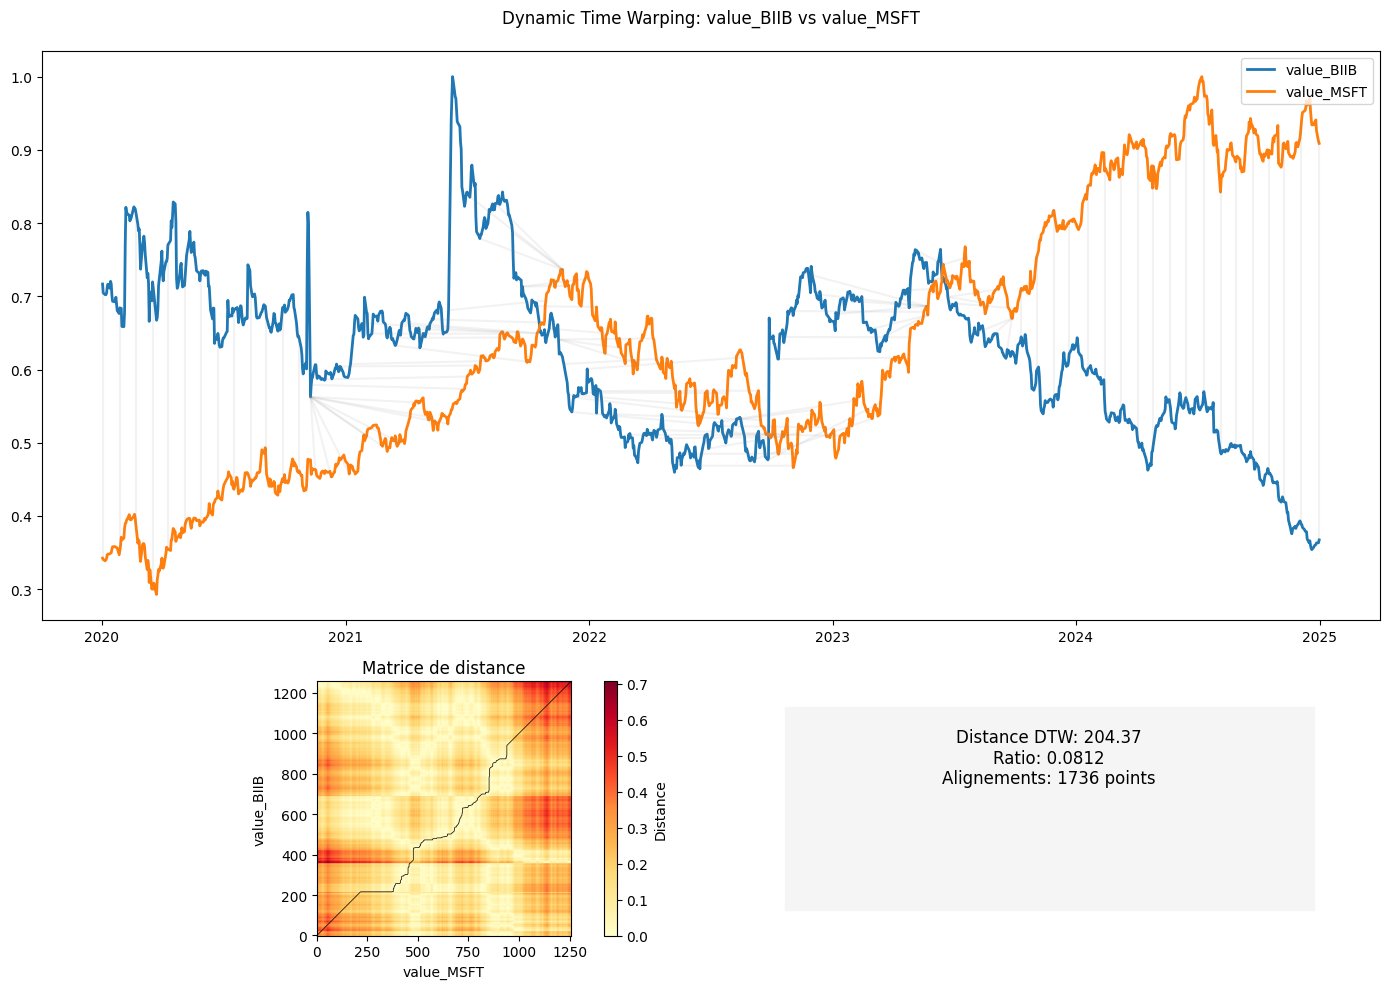 Dynamic Time Warping: value_BIIB vs value_MSFT
1.0
0.9
0.8
0.7
0.6
0.5
0.4
0.3
value_BIIB
value_MSFT
2020 2021 2022 2023 2024 2025
Matrice de distance
value_BIIB
1200
1000
800
600
400
200
0
0 250 500 750 1000 1250
value_MSFT
0.7
0.6
0.5
0.4
0.3
0.2
0.1
0.0
Distance
Distance DTW: 204.37
Ratio: 0.0812
Alignements: 1736 points